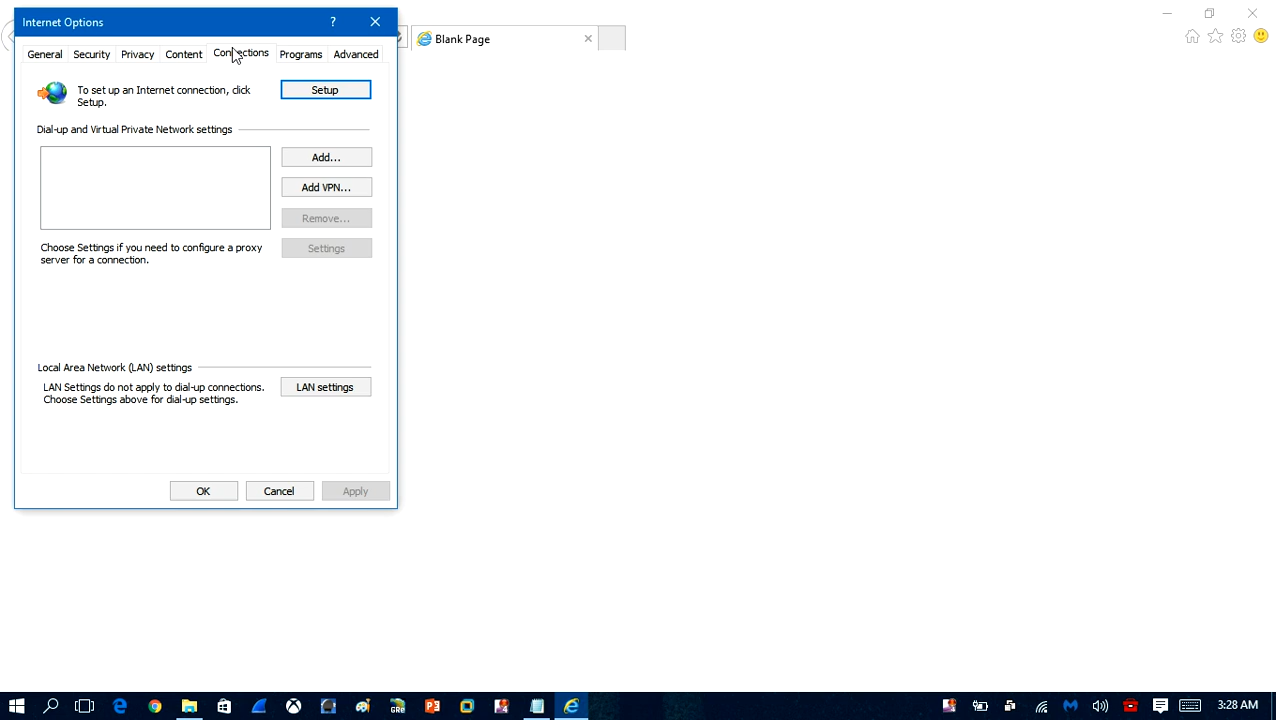 Internet Options
?
Blank Page
General Security Privacy Content Connections Programs Advanced
To set up an Internet connection, click
Setup.
Setup
Dial-up and Virtual Private Network settings
Add...
Add VPN...
Remove...
Choose Settings if you need to configure a proxy
server for a connection.
Settings
Local Area Network (LAN) settings
LAN Settings do not apply to dial-up connections.
Choose Settings above for dial-up settings.
LAN settings
OK Cancel Apply
3:28 AM